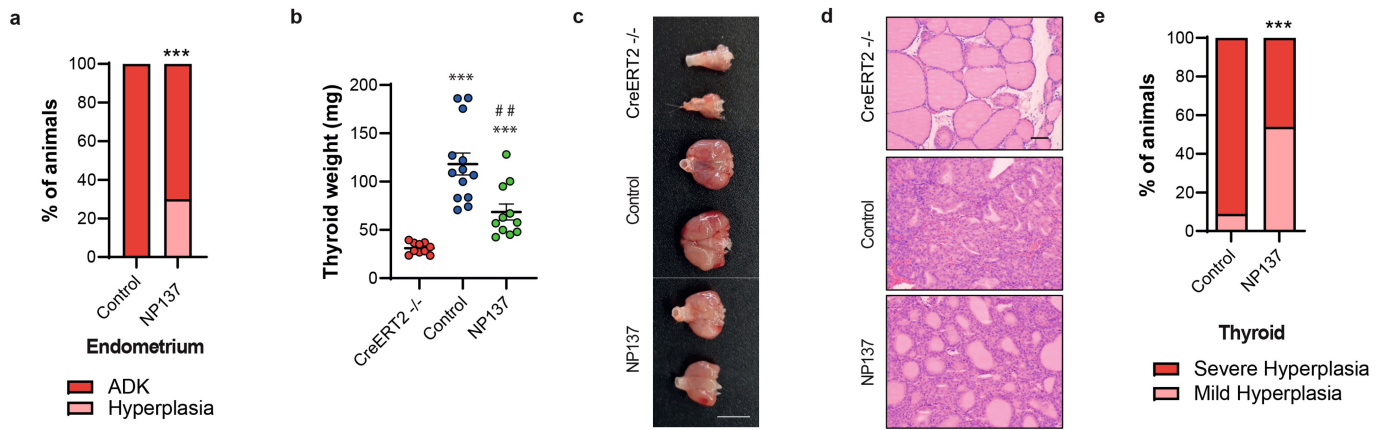 a
***
100
80
60
40
20
0
% of animals
Control
NP137
Endometrium
ADK
Hyperplasia
b
200
150
100
50
0
Thyroid weight (mg)
***
# #
***
CreERT2 -/-
Control
NP137
c
CreERT2 -/-
Control
NP137
d
CreERT2 -/-
Control
NP137
e
***
100
80
60
40
20
0
% of animals
Control
NP137
Thyroid
Severe Hyperplasia
Mild Hyperplasia